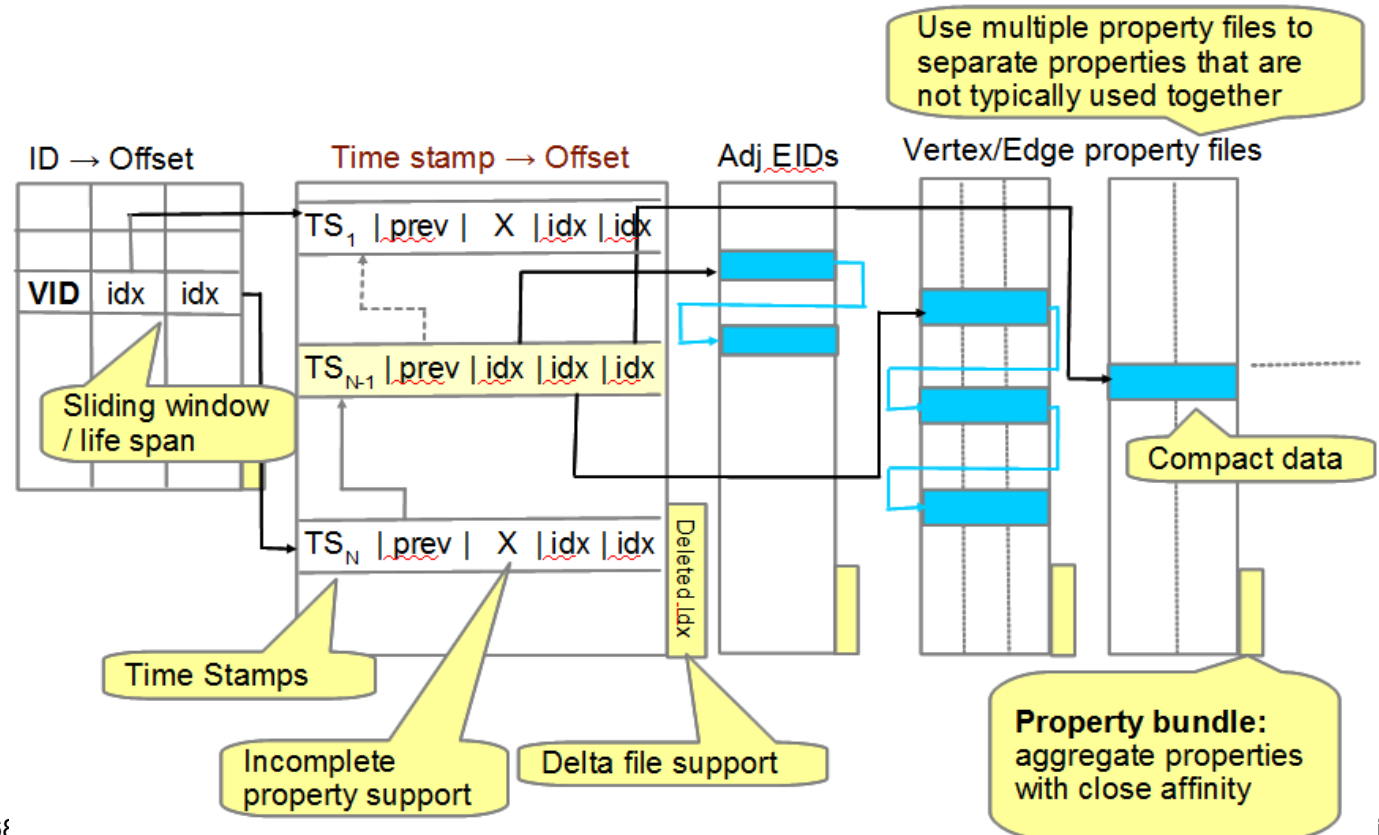 Use multiple property files to
separate properties that are
not typically used together
ID → Offset
Time stamp → Offset
Adj EIDs
Vertex/Edge property files
TS1 | prev | X | idx | idx
VID idx idx
TSN-1 | prev | idx | idx | idx
Sliding window
/ life span
Compact data
TSN | prev | X | idx | idx
Deleted Idx
Time Stamps
Incomplete
property support
Delta file support
Property bundle:
aggregate properties
with close affinity